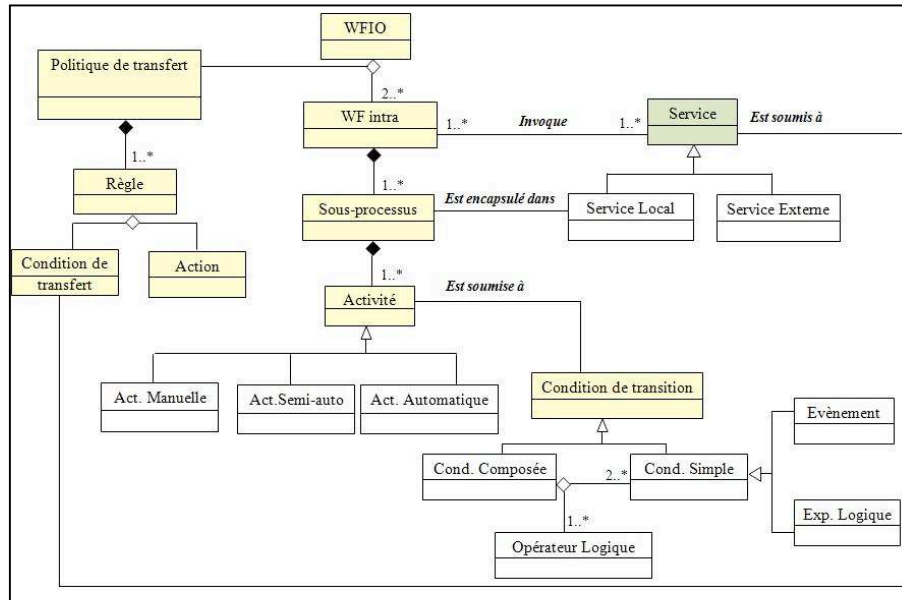 WFIO
Politique de transfert
2..*
WF intra
1..*
Invoque
1..*
Service
Est soumis à
1..*
Règle
1..*
Sous-processus
Est encapsulé dans
Service Local
Service Externe
Condition de
transfert
Action
1..*
Activité
Est soumise à
Act. Manuelle
Act.Semi-auto
Act. Automatique
Condition de transition
Evènement
Cond. Composée
2..*
Cond. Simple
1..*
Exp. Logique
Opérateur Logique